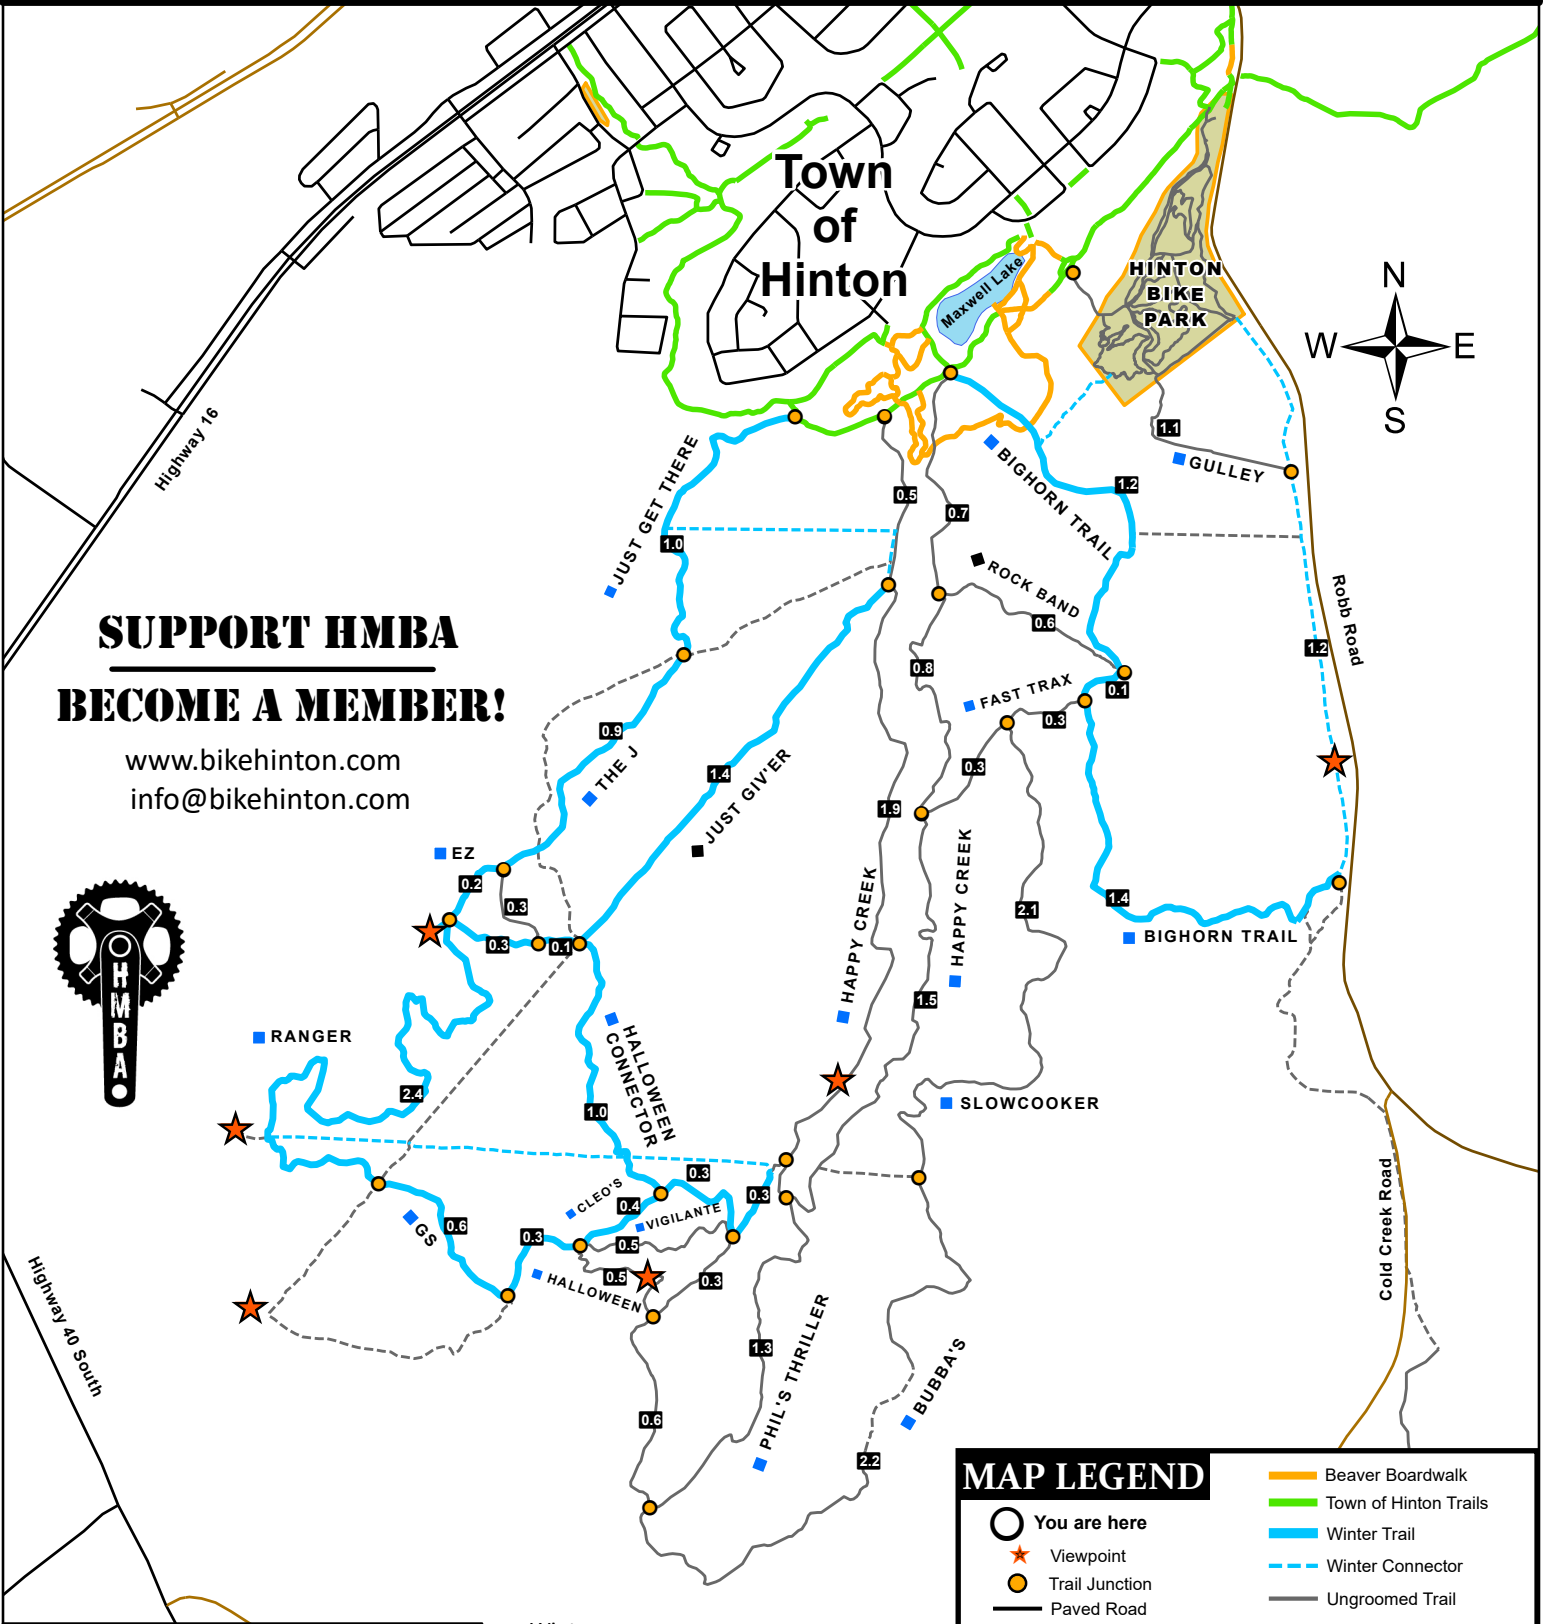 Town
of
Hinton
Maxwell Lake
HINTON
BIKE
PARK
N
W E
S
Highway 16
JUST GET THERE
BIGHORN TRAIL
1.1
GULLEY
1.2
0.5
0.7
1.0
ROCK BAND
0.6
Robb Road
1.2
SUPPORT HMBA
BECOME A MEMBER!
www.bikehinton.com
info@bikehinton.com
0.8
0.1
FAST TRAX
0.3
0.9
THE J
1.4
JUST GIV'ER
0.3
1.9
EZ
0.2
0.3
0.3
0.1
HAPPY CREEK
HAPPY CREEK
2.1
1.4
BIGHORN TRAIL
HMBA
RANGER
2.4
HALLOWEEN
CONNECTOR
1.0
1.5
SLOWCOOKER
0.3
CLEO'S
0.4
0.3
VIGILANTE
GS
0.6
0.3
0.5
0.5
HALLOWEEN
0.3
Cold Creek Road
Highway 40 South
1.3
PHIL'S THRILLER
BUBBA'S
0.6
2.2
MAP LEGEND
You are here
Viewpoint
Trail Junction
Paved Road
Beaver Boardwalk
Town of Hinton Trails
Winter Trail
Winter Connector
Ungroomed Trail